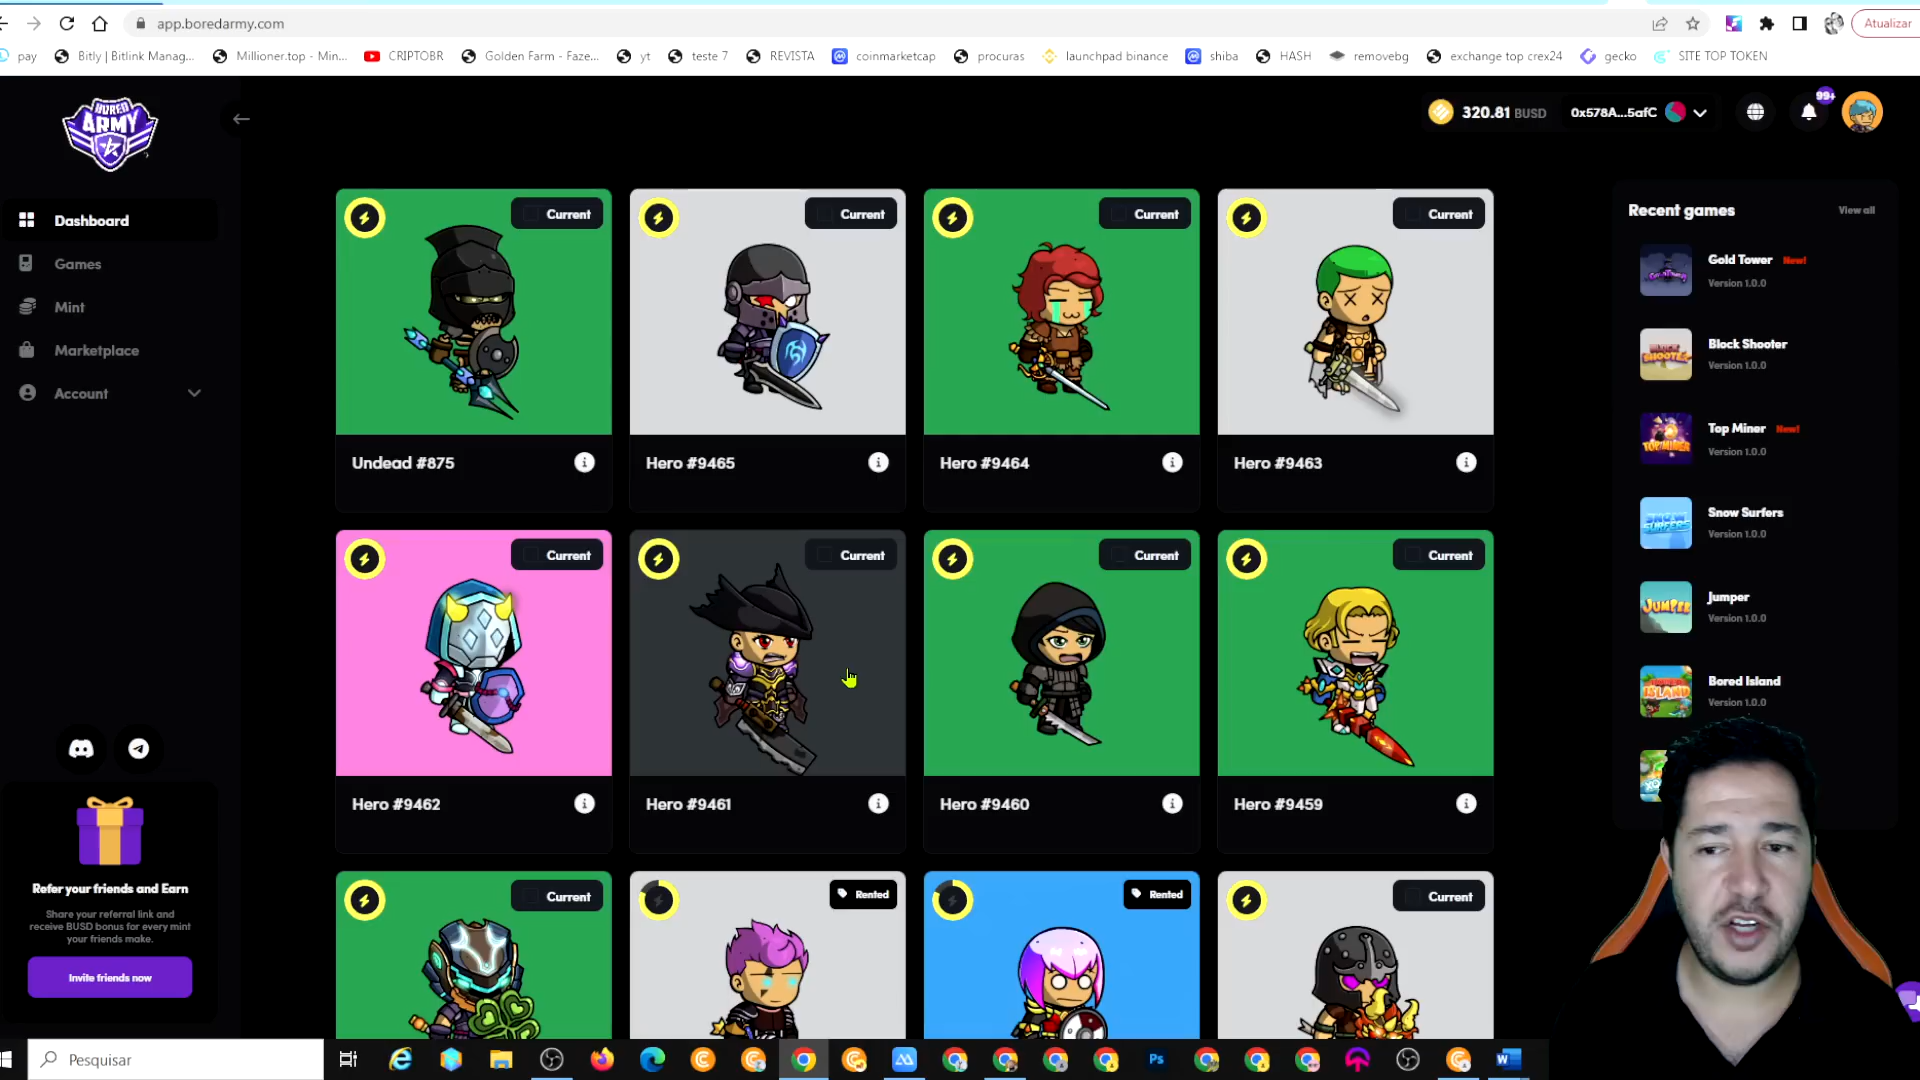 app.boredarmy.com
Atualizar
pay
Bitly | Bitlink Manag...
Millioner.top - Min...
CRIPTOBR
Golden Farm - Faze...
yt
teste 7
REVISTA
coinmarketcap
procuras
launchpad binance
shiba
HASH
removebg
exchange top crex24
gecko
SITE TOP TOKEN
BORED
ARMY
320.81 BUSD
0x578A...5afC
99+
Dashboard
Games
Mint
Marketplace
Account
Current
Current
Current
Current
Undead #875
Hero #9465
Hero #9464
Hero #9463
Current
Current
Current
Current
Hero #9462
Hero #9461
Hero #9460
Hero #9459
Current
Rented
Rented
Current
Recent games
View all
Gold Tower New!
Version 1.0.0
Block Shooter
Version 1.0.0
Top Miner New!
Version 1.0.0
Snow Surfers
Version 1.0.0
Jumper
Version 1.0.0
Bored Island
Version 1.0.0
Refer your friends and Earn
Share your referral link and
receive BUSD bonus for every mint
your friends make.
Invite friends now
Pesquisar